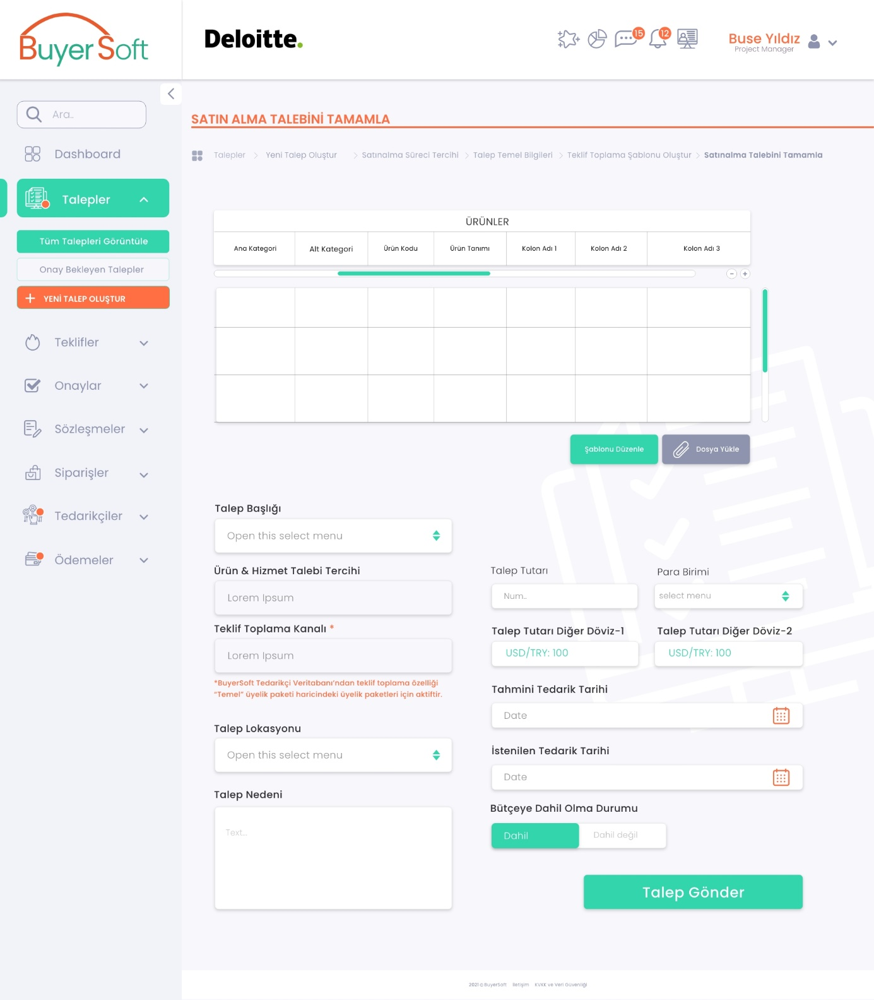 BuyerSoft
Deloitte.
15
12
Buse Yıldız
Project Manager
Ara..
Dashboard
Talepler
Tüm Talepleri Görüntüle
Onay Bekleyen Talepler
+ YENİ TALEP OLUŞTUR
Teklifler
Onaylar
Sözleşmeler
Siparişler
Tedarikçiler
Ödemeler
SATIN ALMA TALEBİNİ TAMAMLA
Talepler > Yeni Talep Oluştur > Satınalma Süreci Tercihi > Talep Temel Bilgileri > Teklif Toplama Şablonu Oluştur > Satınalma Talebini Tamamla
ÜRÜNLER
Ana Kategori Alt Kategori Ürün Kodu Ürün Tanımı Kolon Adı 1 Kolon Adı 2 Kolon Adı 3
Şablonu Düzenle
Dosya Yükle
Talep Başlığı
Open this select menu
Ürün & Hizmet Talebi Tercihi
Lorem Ipsum
Teklif Toplama Kanalı *
Lorem Ipsum
*BuyerSoft Tedarikçi Veritabanı’ndan teklif toplama özelliği
“Temel” üyelik paketi haricindeki üyelik paketleri için aktiftir.
Talep Lokasyonu
Open this select menu
Talep Nedeni
Text...
Talep Tutarı
Num..
Para Birimi
select menu
Talep Tutarı Diğer Döviz-1
USD/TRY: 100
Talep Tutarı Diğer Döviz-2
USD/TRY: 100
Tahmini Tedarik Tarihi
Date
İstenilen Tedarik Tarihi
Date
Bütçeye Dahil Olma Durumu
Dahil
Dahil değil
Talep Gönder
2021 © BuyerSoft İletişim KVKK ve Veri Güvenliği